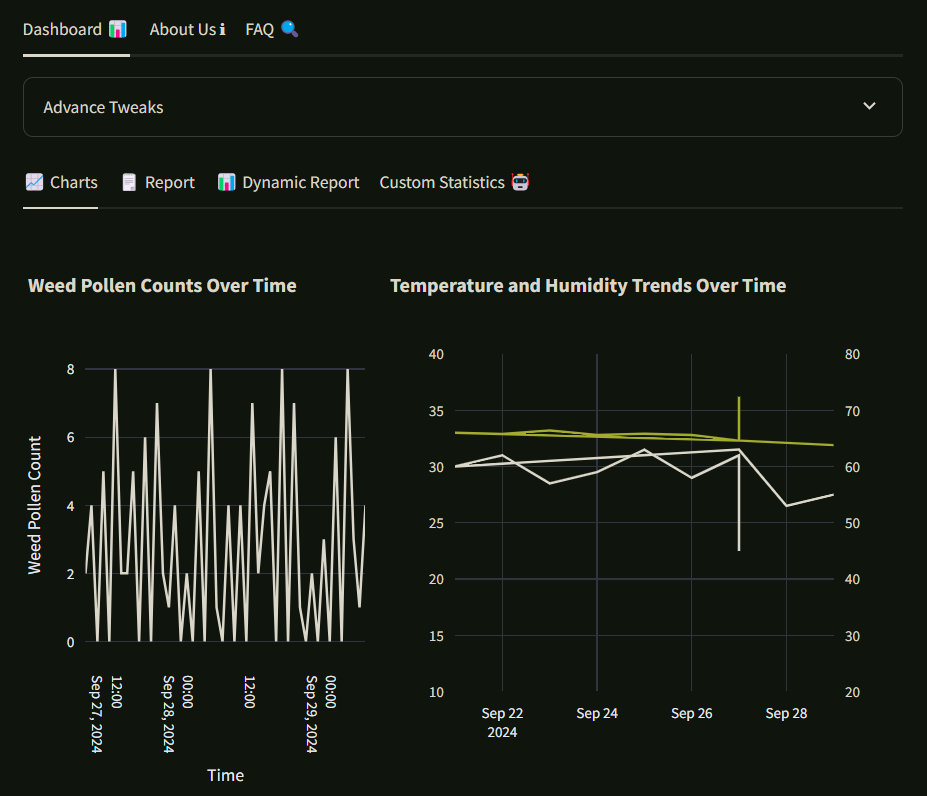 Dashboard 📊 About Us ℹ FAQ 🔍
Advance Tweaks
📈 Charts 📄 Report 📊 Dynamic Report Custom Statistics 🤖
Weed Pollen Counts Over Time
Temperature and Humidity Trends Over Time
8
6
4
2
0
Weed Pollen Count
12:00
Sep 27, 2024
00:00
Sep 28, 2024
12:00
00:00
Sep 29, 2024
Time
40
35
30
25
20
15
10
80
70
60
50
40
30
20
Sep 22
2024
Sep 24
Sep 26
Sep 28